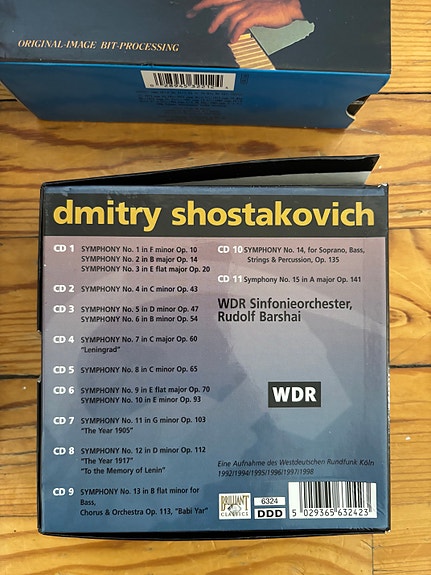 ORIGINAL-IMAGE BIT-PROCESSING
dmitry shostakovich
CD 1 SYMPHONY No. 1 in F minor Op. 10
SYMPHONY No. 2 in B major Op. 14
SYMPHONY No. 3 in E flat major Op. 20
CD 2 SYMPHONY No. 4 in C minor Op. 43
CD 3 SYMPHONY No. 5 in D minor Op. 47
SYMPHONY No. 6 in B minor Op. 54
CD 4 SYMPHONY No. 7 in C major Op. 60
"Leningrad"
CD 5 SYMPHONY No. 8 in C minor Op. 65
CD 6 SYMPHONY No. 9 in E flat major Op. 70
SYMPHONY No. 10 in E minor Op. 93
CD 7 SYMPHONY No. 11 in G minor Op. 103
"The Year 1905"
CD 8 SYMPHONY No. 12 in D minor Op. 112
"The Year 1917"
"To the Memory of Lenin"
CD 9 SYMPHONY No. 13 in B flat minor for
Bass,
Chorus & Orchestra Op. 113, "Babi Yar"
CD 10 SYMPHONY No. 14, for Soprano, Bass,
Strings & Percussion, Op. 135
CD 11 Symphony No. 15 in A major Op. 141
WDR Sinfonieorchester,
Rudolf Barshai
WDR
Eine Aufnahme des Westdeutschen Rundfunk Köln
1992/1994/1995/1996/1997/1998
BRILLIANT
CLASSICS
6324
DDD
5 029365 632423